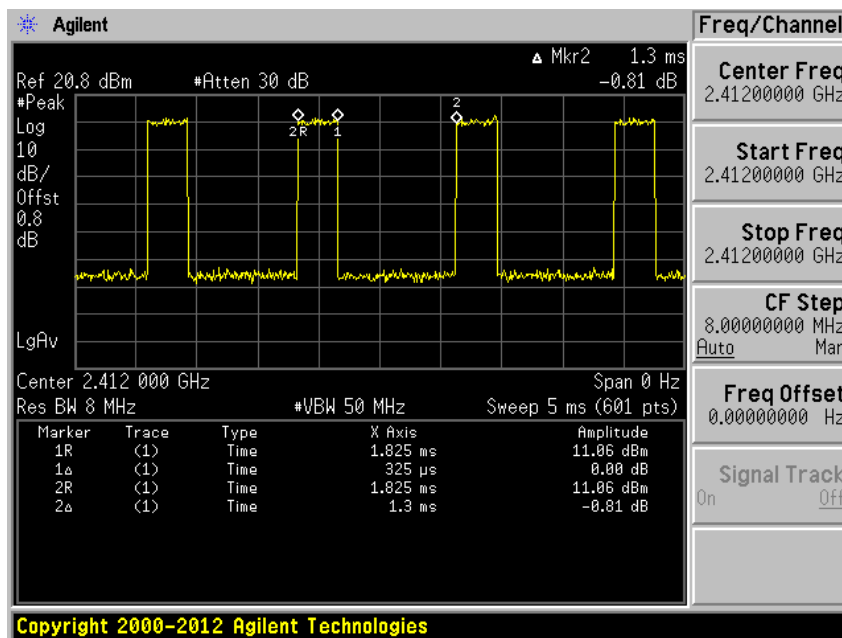 Agilent
Freq/Channel
Δ Mkr2 1.3 ms
Ref 20.8 dBm #Atten 30 dB -0.81 dB
#Peak
Log
10
dB/
Offst
0.8
dB
LgAv
2R 1
2
Center 2.412 000 GHz Span 0 Hz
Res BW 8 MHz #VBW 50 MHz Sweep 5 ms (601 pts)
Marker Trace Type X Axis Amplitude
1R (1) Time 1.825 ms 11.06 dBm
1Δ (1) Time 325 µs 0.00 dB
2R (1) Time 1.825 ms 11.06 dBm
2Δ (1) Time 1.3 ms -0.81 dB
Center Freq
2.41200000 GHz
Start Freq
2.41200000 GHz
Stop Freq
2.41200000 GHz
CF Step
8.00000000 MHz
Auto Man
Freq Offset
0.00000000 Hz
Signal Track
On Off
Copyright 2000-2012 Agilent Technologies